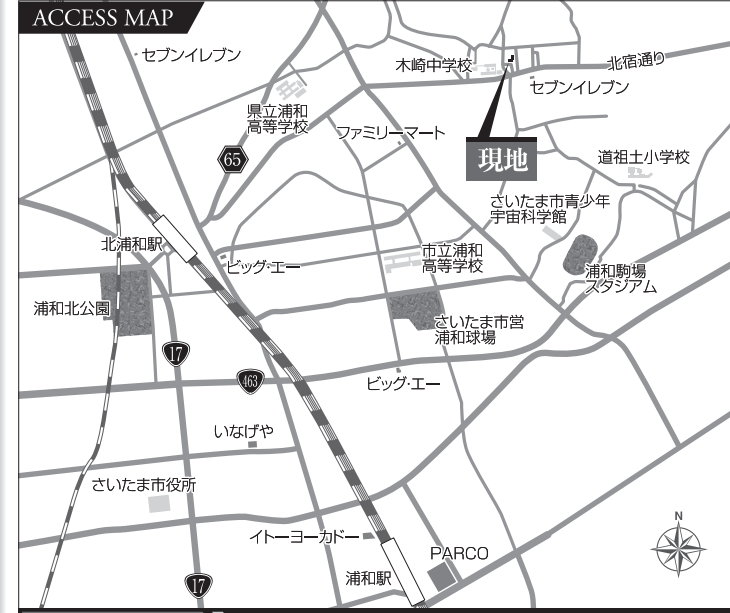 ACCESS MAP
セブンイレブン
木崎中学校
北宿通り
セブンイレブン
県立浦和
高等学校
ファミリーマート
65
現地
道祖土小学校
さいたま市青少年
宇宙科学館
北浦和駅
ビッグ・エー
市立浦和
高等学校
浦和駒場
スタジアム
浦和北公園
さいたま市営
浦和球場
17
463
ビッグ・エー
いなげや
さいたま市役所
N
イトーヨーカドー
PARCO
浦和駅
17